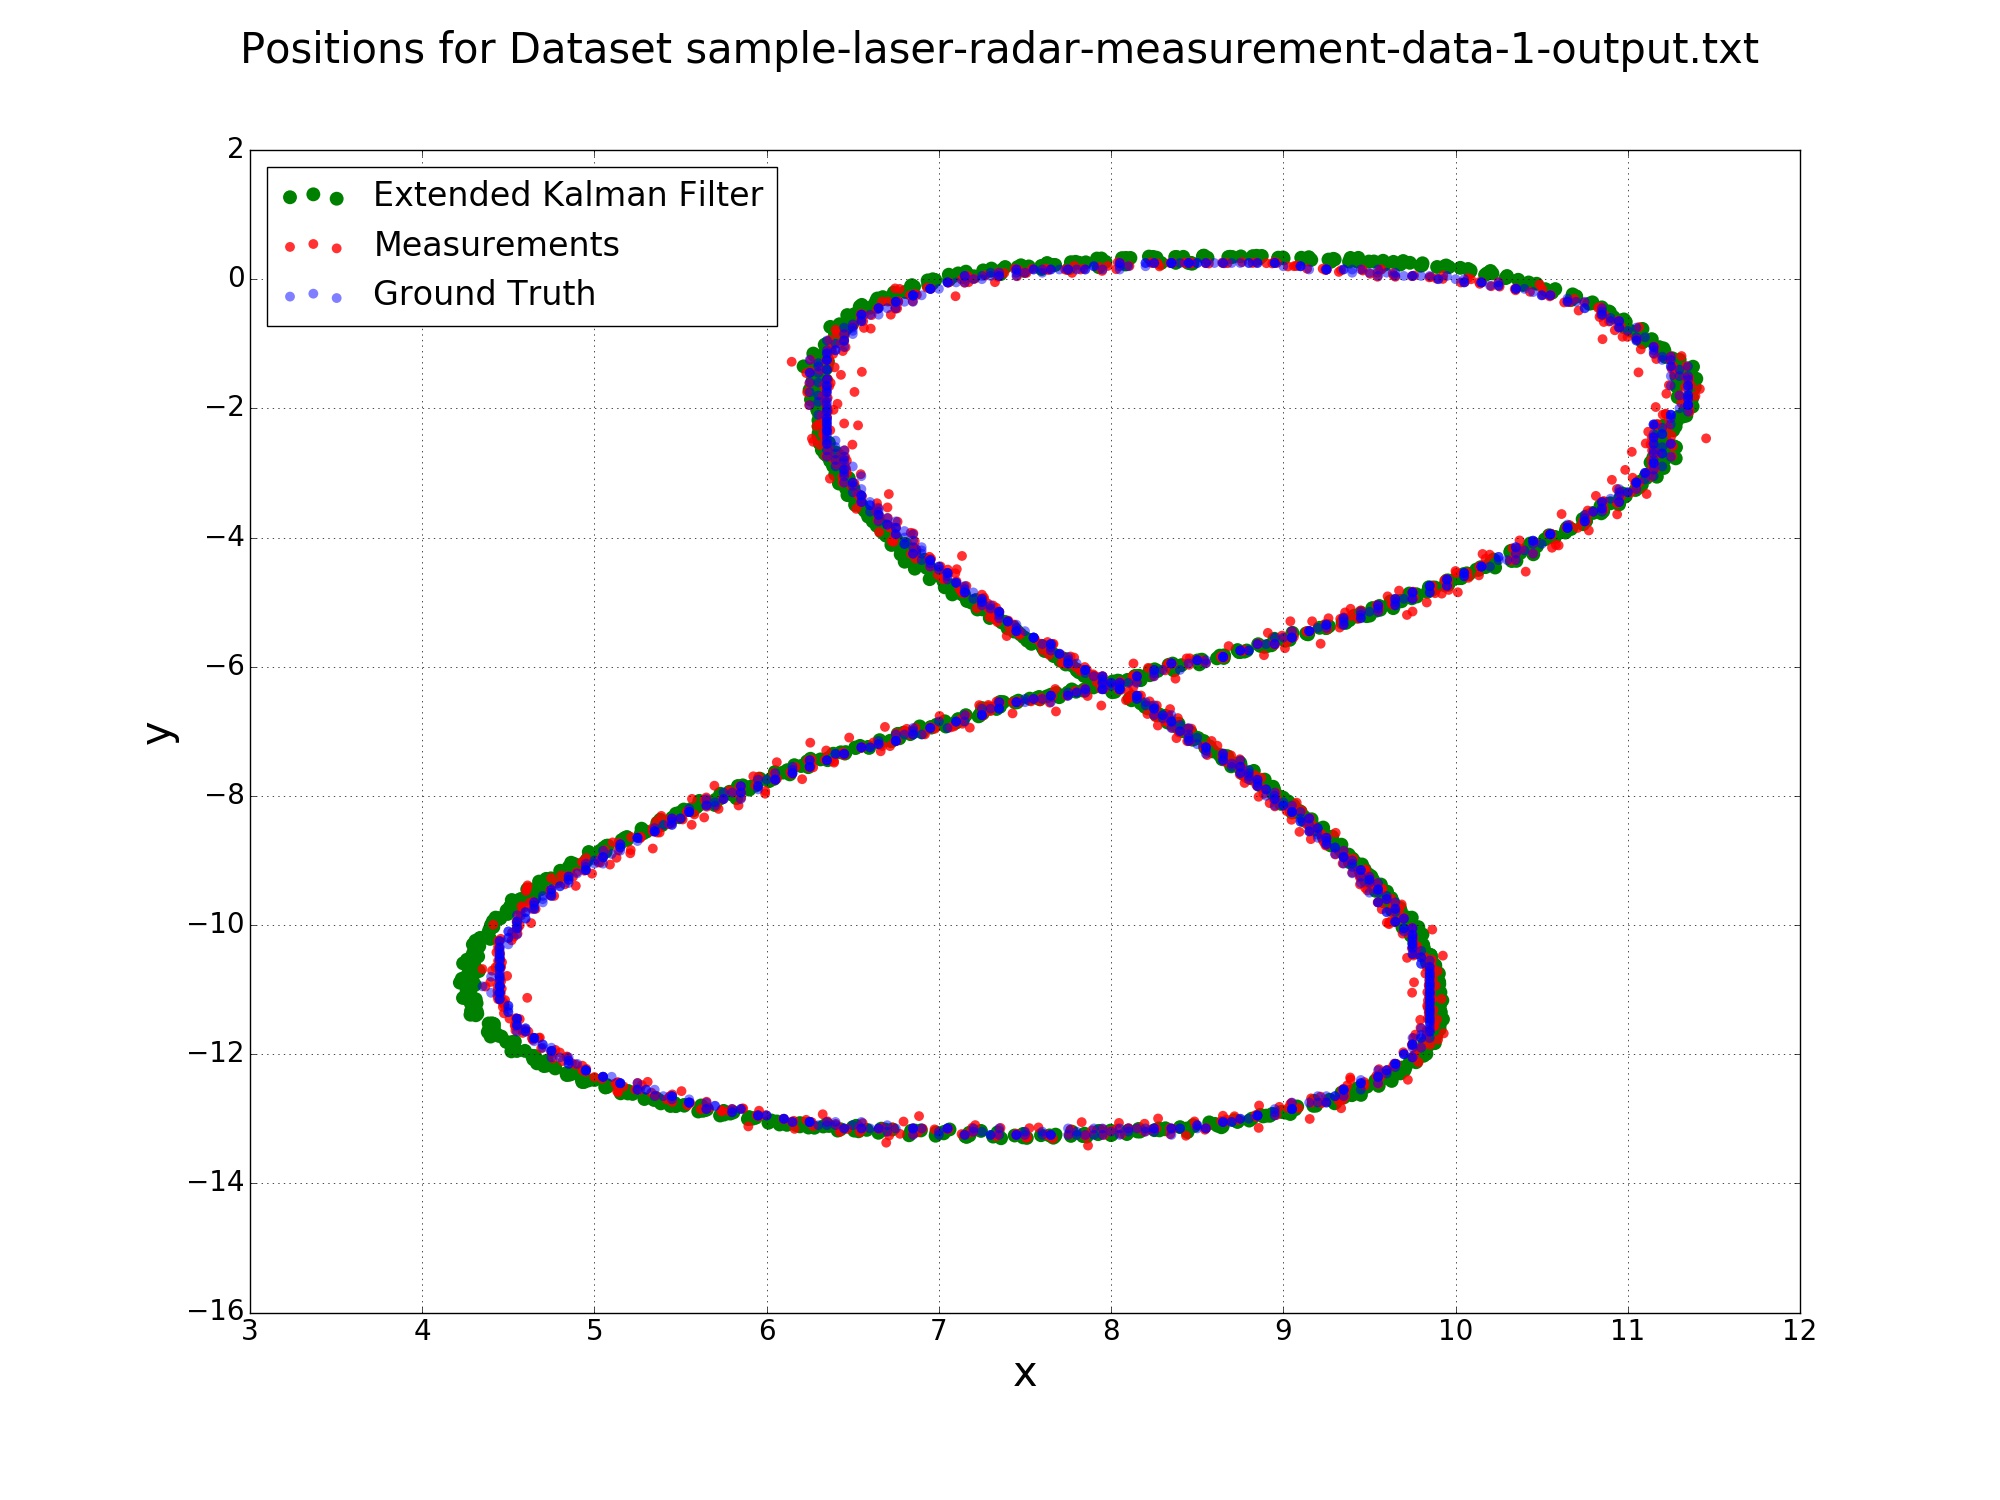 Positions for Dataset sample-laser-radar-measurement-data-1-output.txt
Extended Kalman Filter
Measurements
Ground Truth
2
0
−2
−4
−6
−8
−10
−12
−14
−16
y
3 4 5 6 7 8 9 10 11 12
x